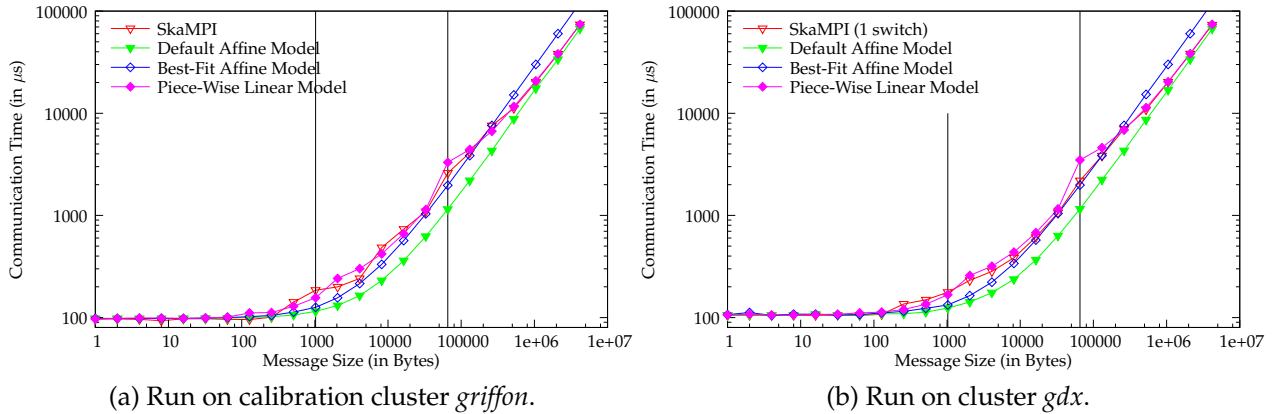 100000
10000
1000
100
Communication Time (in μs)
SkaMPI
Default Affine Model
Best-Fit Affine Model
Piece-Wise Linear Model
1 10 100 1000 10000 100000 1e+06 1e+07
Message Size (in Bytes)
(a) Run on calibration cluster griffon.
100000
10000
1000
100
Communication Time (in μs)
SkaMPI (1 switch)
Default Affine Model
Best-Fit Affine Model
Piece-Wise Linear Model
1 10 100 1000 10000 100000 1e+06 1e+07
Message Size (in Bytes)
(b) Run on cluster gdx.